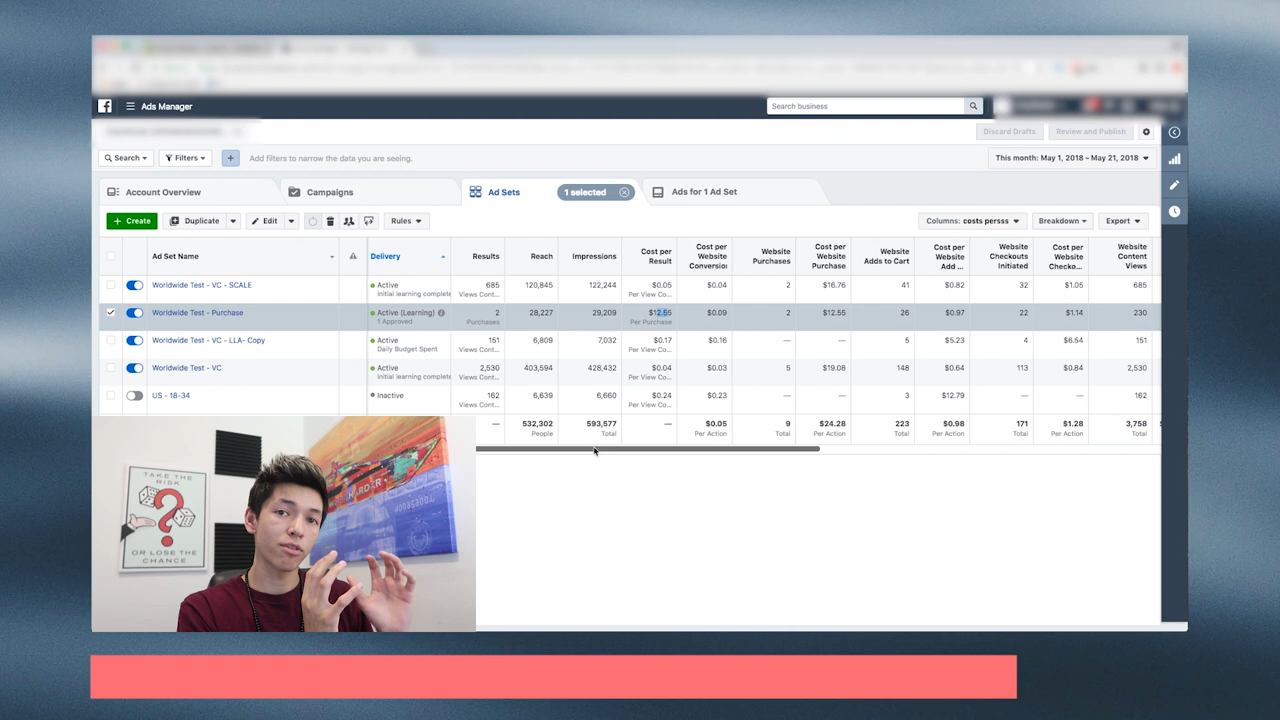 Ads Manager
Search business
Discard Drafts
Review and Publish
Search
Filters
Add filters to narrow the data you are seeing.
This month: May 1, 2018 – May 21, 2018
Account Overview
Campaigns
Ad Sets
1 selected
Ads for 1 Ad Set
+ Create
Duplicate
Edit
Rules
Columns: costs persss
Breakdown
Export
Ad Set Name
Delivery
Results
Reach
Impressions
Cost per Result
Cost per Website Conversion
Website Purchases
Cost per Website Purchase
Website Adds to Cart
Cost per Website Add ...
Website Checkouts Initiated
Cost per Website Checko...
Website Content Views
Worldwide Test - VC - SCALE Active 685 120,845 122,244 $0.05 $0.04 2 $16.76 41 $0.82 32 $1.05 685
Initial learning complete Views Cont... Per View Co...
Worldwide Test - Purchase Active (Learning) 2 28,227 29,209 $12.55 $0.09 2 $12.55 26 $0.97 22 $1.14 230
1 Approved Purchases Per Purchase
Worldwide Test - VC - LLA- Copy Active 151 6,809 7,032 $0.17 $0.16 — — 5 $5.23 4 $6.54 151
Daily Budget Spent Views Cont... Per View Co...
Worldwide Test - VC Active 2,530 403,594 428,432 $0.04 $0.03 5 $19.08 148 $0.64 113 $0.84 2,530
Initial learning complete Views Cont... Per View Co...
US - 18-34 Inactive 162 6,639 6,660 $0.24 $0.23 — — 3 $12.79 — — 162
Views Cont... Per View Co...
— 532,302 593,577 — $0.05 9 $24.28 223 $0.98 171 $1.28 3,758
People Total Per Action Total Per Action Total Per Action Total Per Action Total
TAKE THE
RISK
OR LOSE THE
CHANCE
HARDER